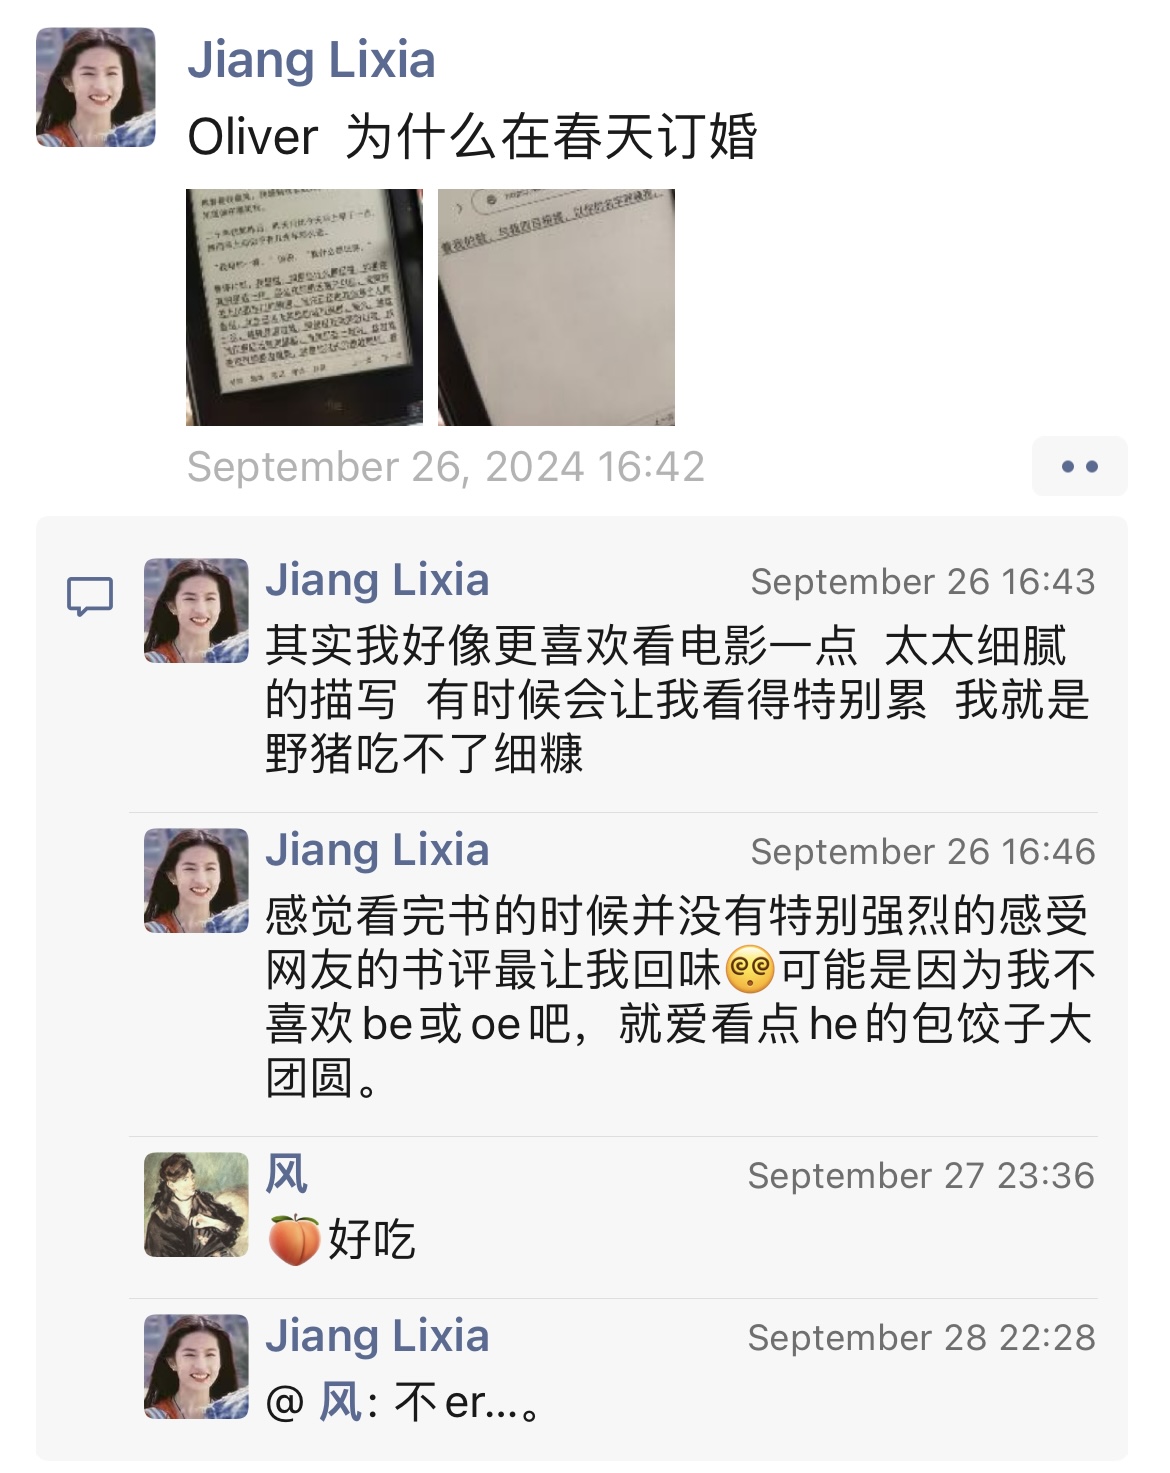 Jiang Lixia
Oliver 为什么在春天订婚
September 26, 2024 16:42
Jiang Lixia
September 26 16:43
其实我好像更喜欢看电影一点 太太细腻
的描写 有时候会让我看得特别累 我就是
野猪吃不了细糠
Jiang Lixia
September 26 16:46
感觉看完书的时候并没有特别强烈的感受
网友的书评最让我回味😵‍💫可能是因为我不
喜欢be或oe吧，就爱看点he的包饺子大
团圆。
风
September 27 23:36
🍑好吃
Jiang Lixia
September 28 22:28
@ 风: 不er...。